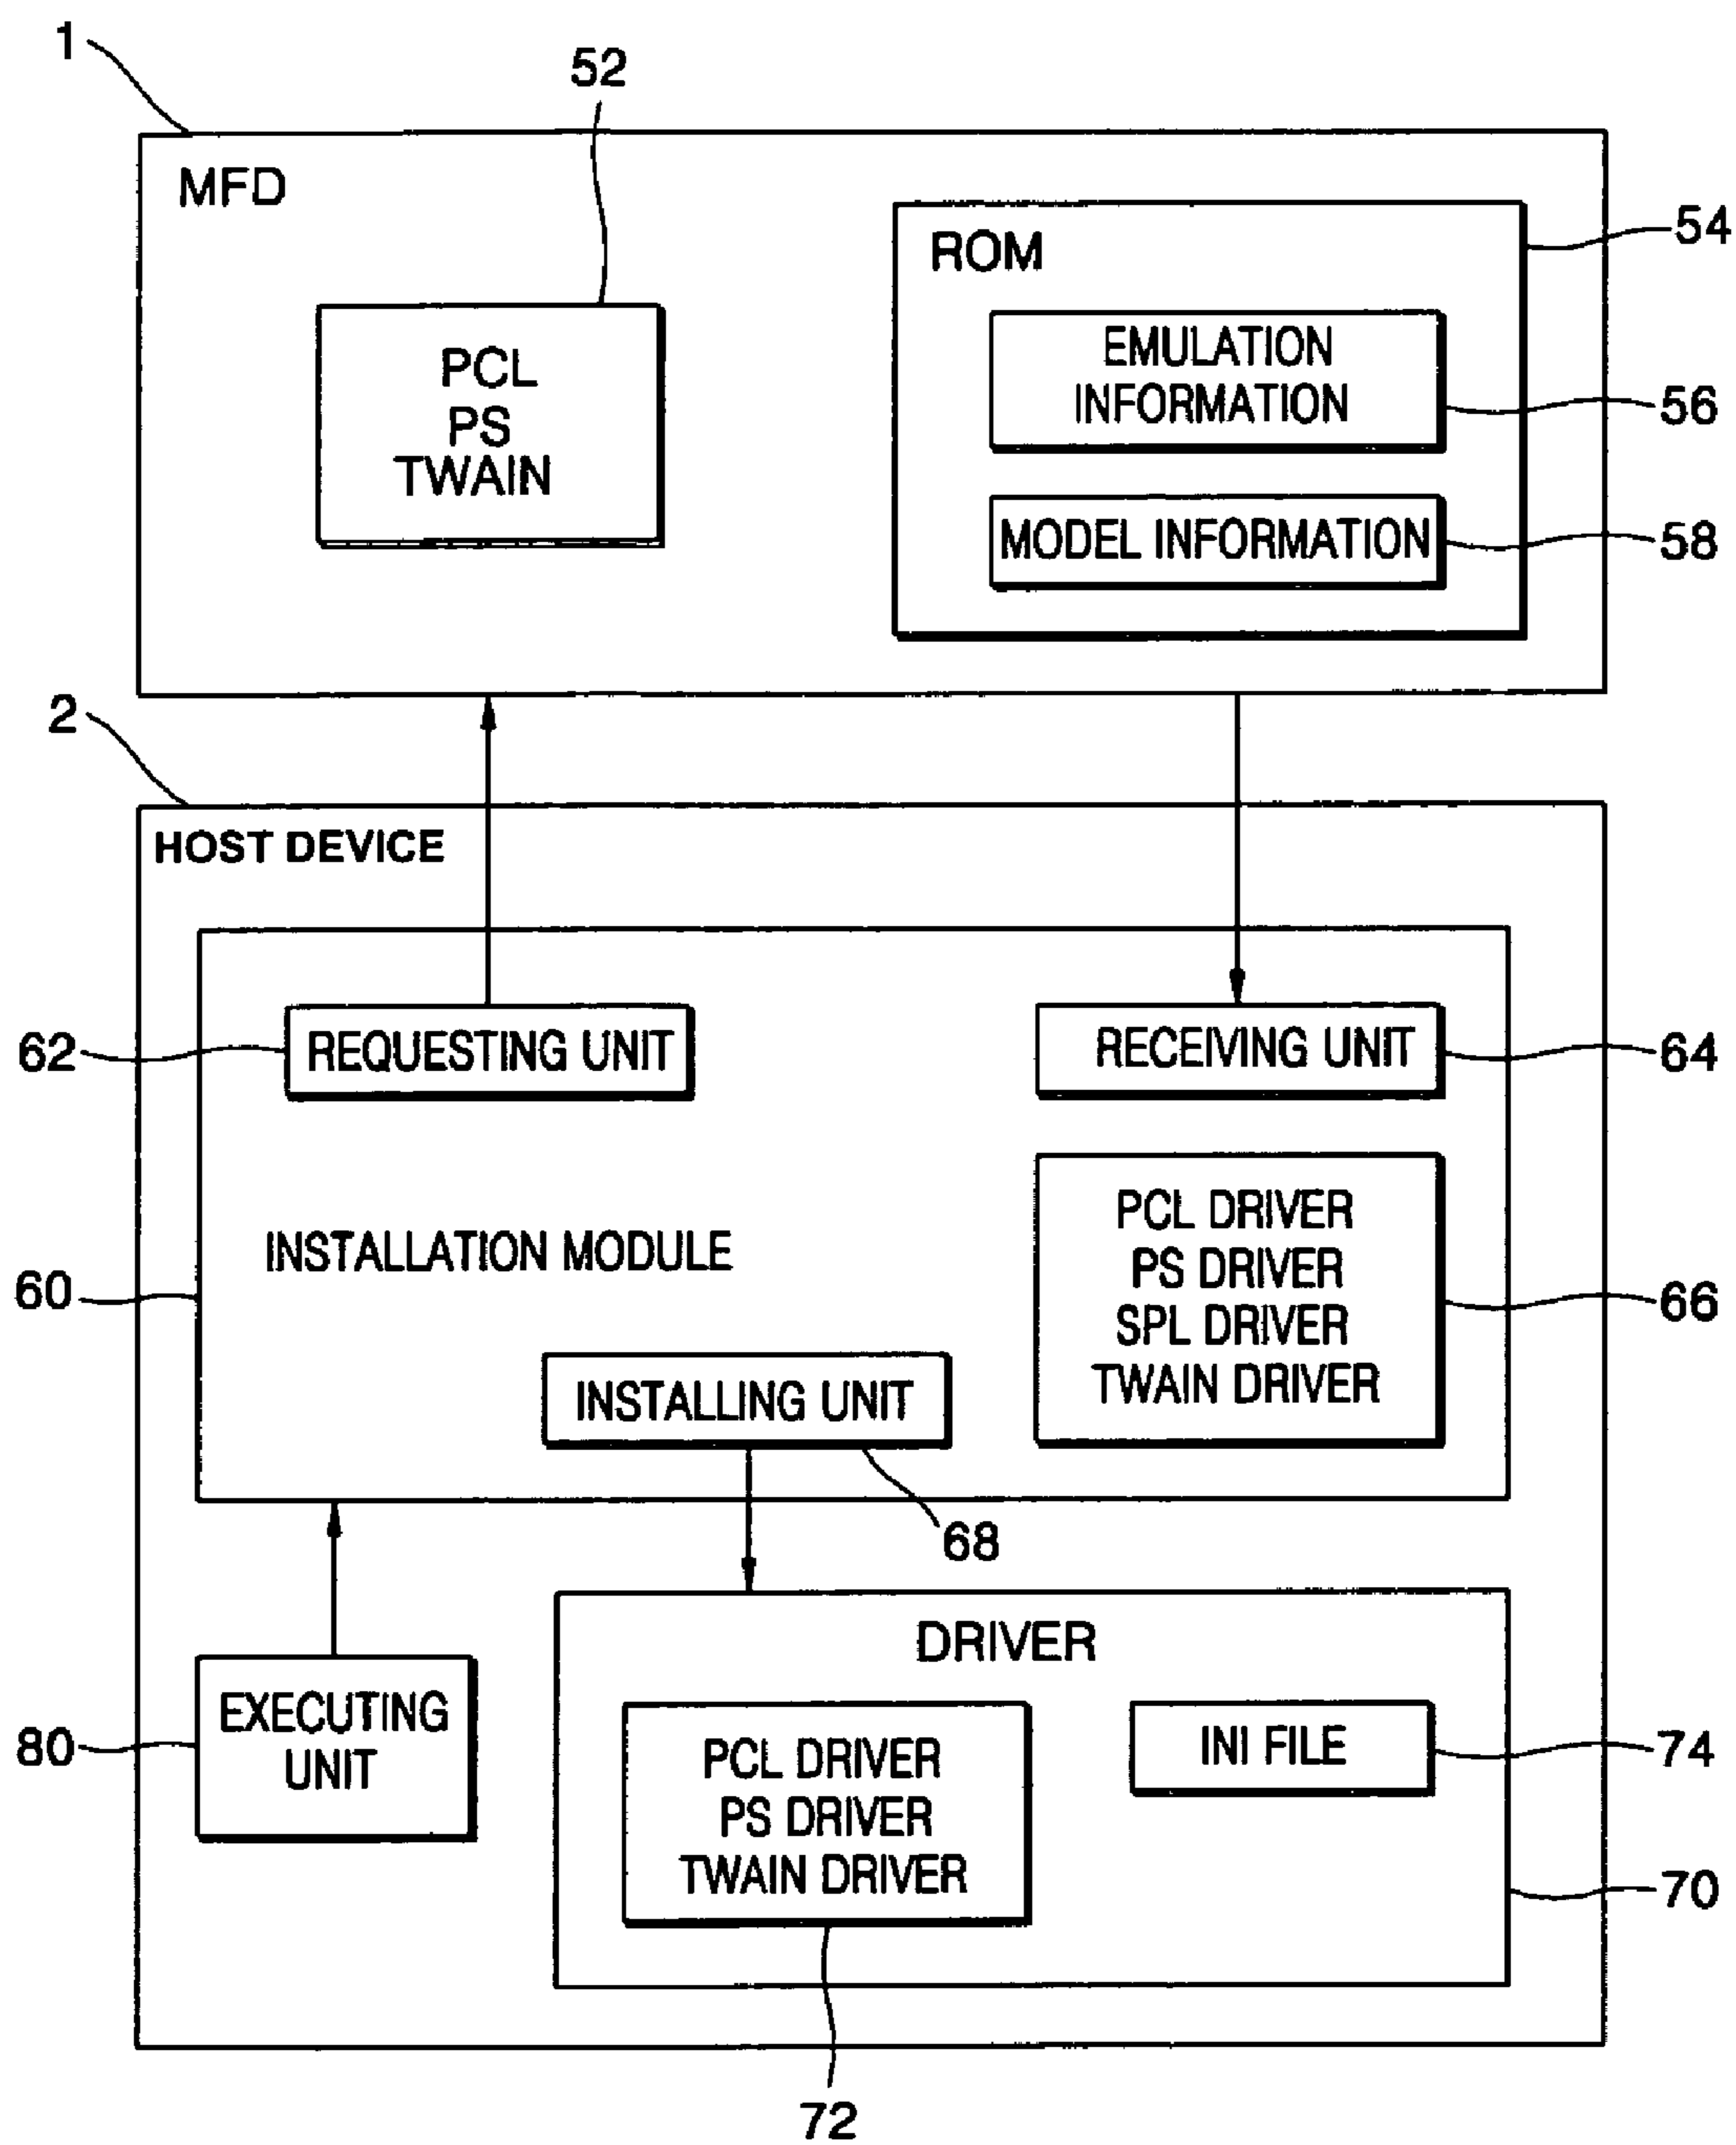 1
52
MFD
54
ROM
PCL
PS
TWAIN
EMULATION
INFORMATION
56
MODEL INFORMATION
58
2
HOST DEVICE
62
REQUESTING UNIT
RECEIVING UNIT
64
INSTALLATION MODULE
60
PCL DRIVER
PS DRIVER
SPL DRIVER
TWAIN DRIVER
66
INSTALLING UNIT
68
DRIVER
EXECUTING
UNIT
80
PCL DRIVER
PS DRIVER
TWAIN DRIVER
INI FILE
74
70
72